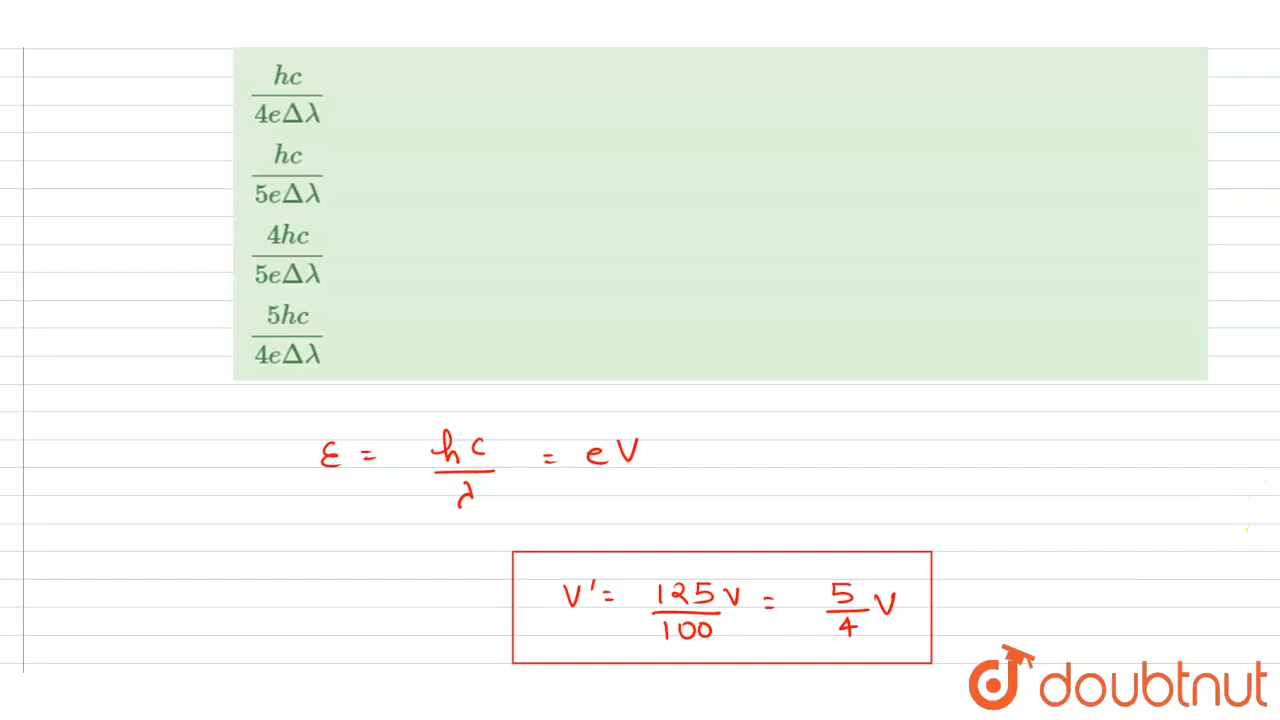 hc
4eΔλ
hc
5eΔλ
4hc
5eΔλ
5hc
4eΔλ
ε = hc = eV
λ
V' = 125V = 5 V
100 4
doubtnut